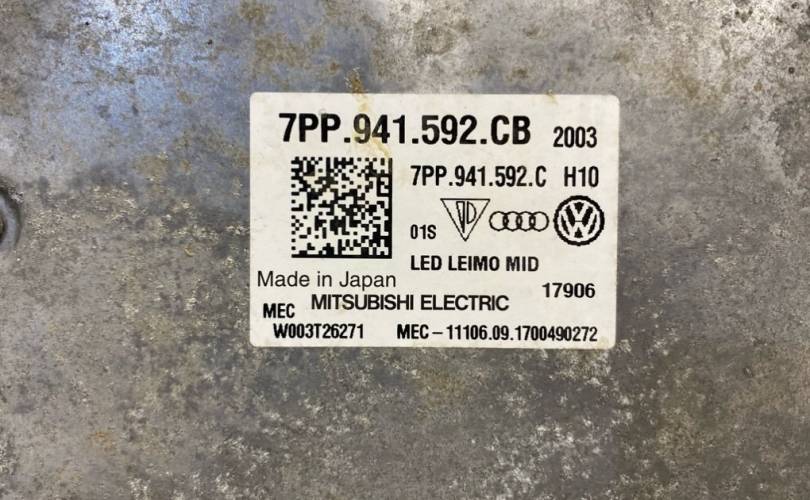 7PP.941.592.CB 2003
7PP.941.592.C H10
01S
LED LEIMO MID
Made in Japan 17906
MEC MITSUBISHI ELECTRIC
W003T26271 MEC-11106.09.1700490272